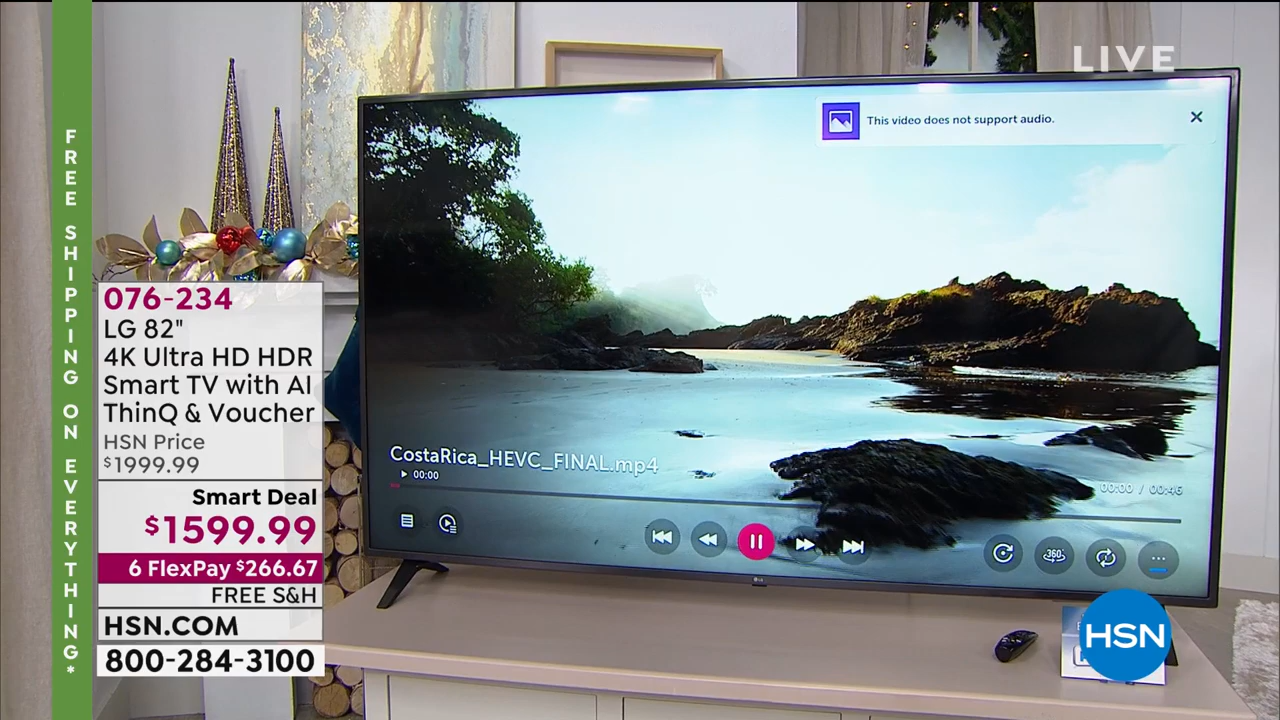 FREE SHIPPING ON EVERYTHING*
LIVE
This video does not support audio.
076-234
LG 82"
4K Ultra HD HDR
Smart TV with AI
ThinQ & Voucher
HSN Price
$1999.99
Smart Deal
$1599.99
6 FlexPay $266.67
FREE S&H
HSN.COM
800-284-3100
CostaRica_HEVC_FINAL.mp4
00:00
00:00 / 00:46
360°
LG
HSN